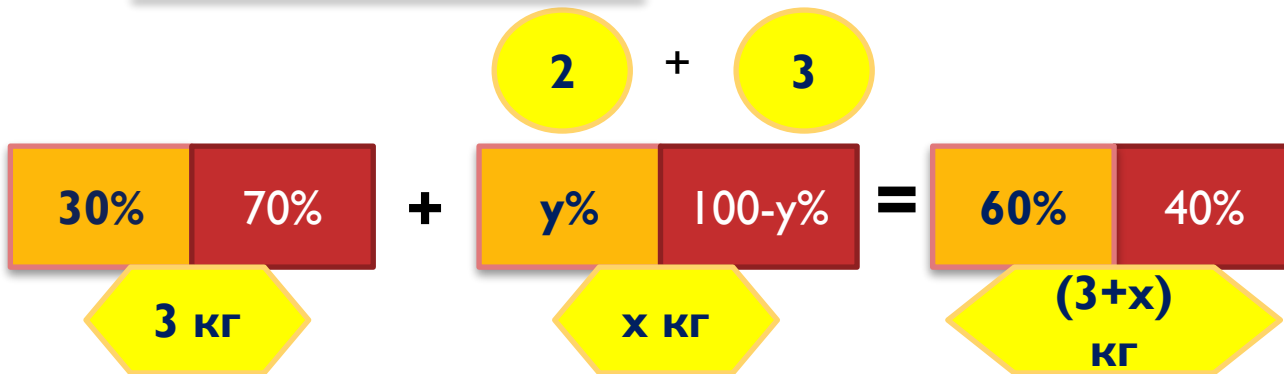 2 + 3
30% 70% + y% 100-y% = 60% 40%
3 кг х кг (3+х) кг